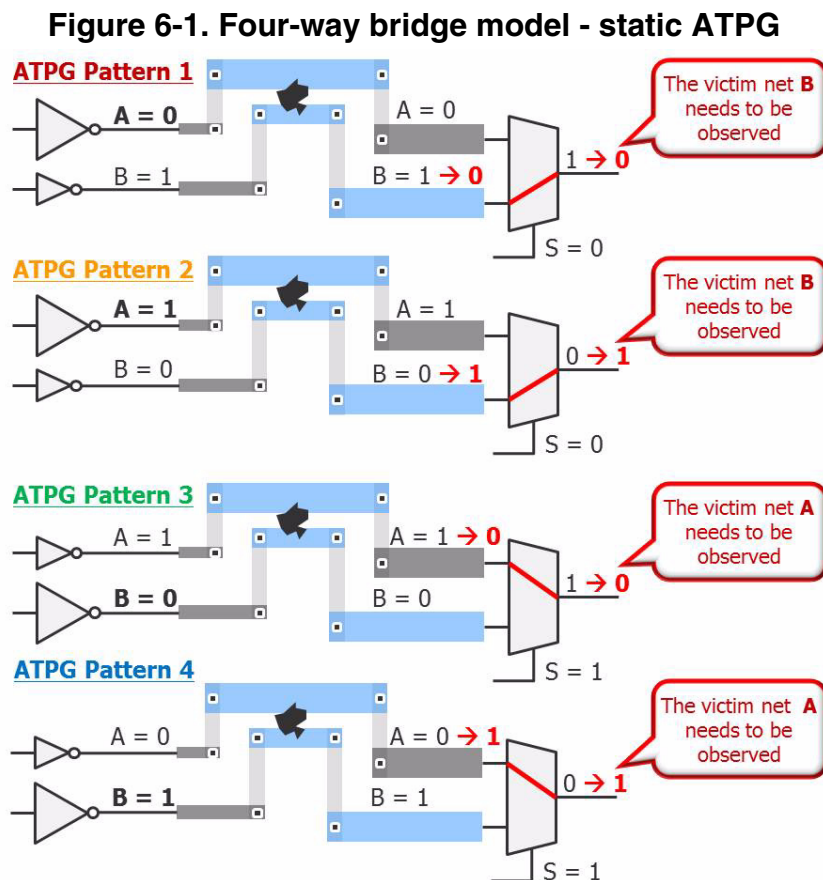 Figure 6-1. Four-way bridge model - static ATPG
ATPG Pattern 1
A = 0
A = 0
The victim net B
needs to be
observed
B = 1
B = 1 → 0
1 → 0
S = 0
ATPG Pattern 2
A = 1
A = 1
The victim net B
needs to be
observed
B = 0
B = 0 → 1
0 → 1
S = 0
ATPG Pattern 3
A = 1
A = 1 → 0
The victim net A
needs to be
observed
B = 0
B = 0
1 → 0
S = 1
ATPG Pattern 4
A = 0
A = 0 → 1
The victim net A
needs to be
observed
B = 1
B = 1
0 → 1
S = 1